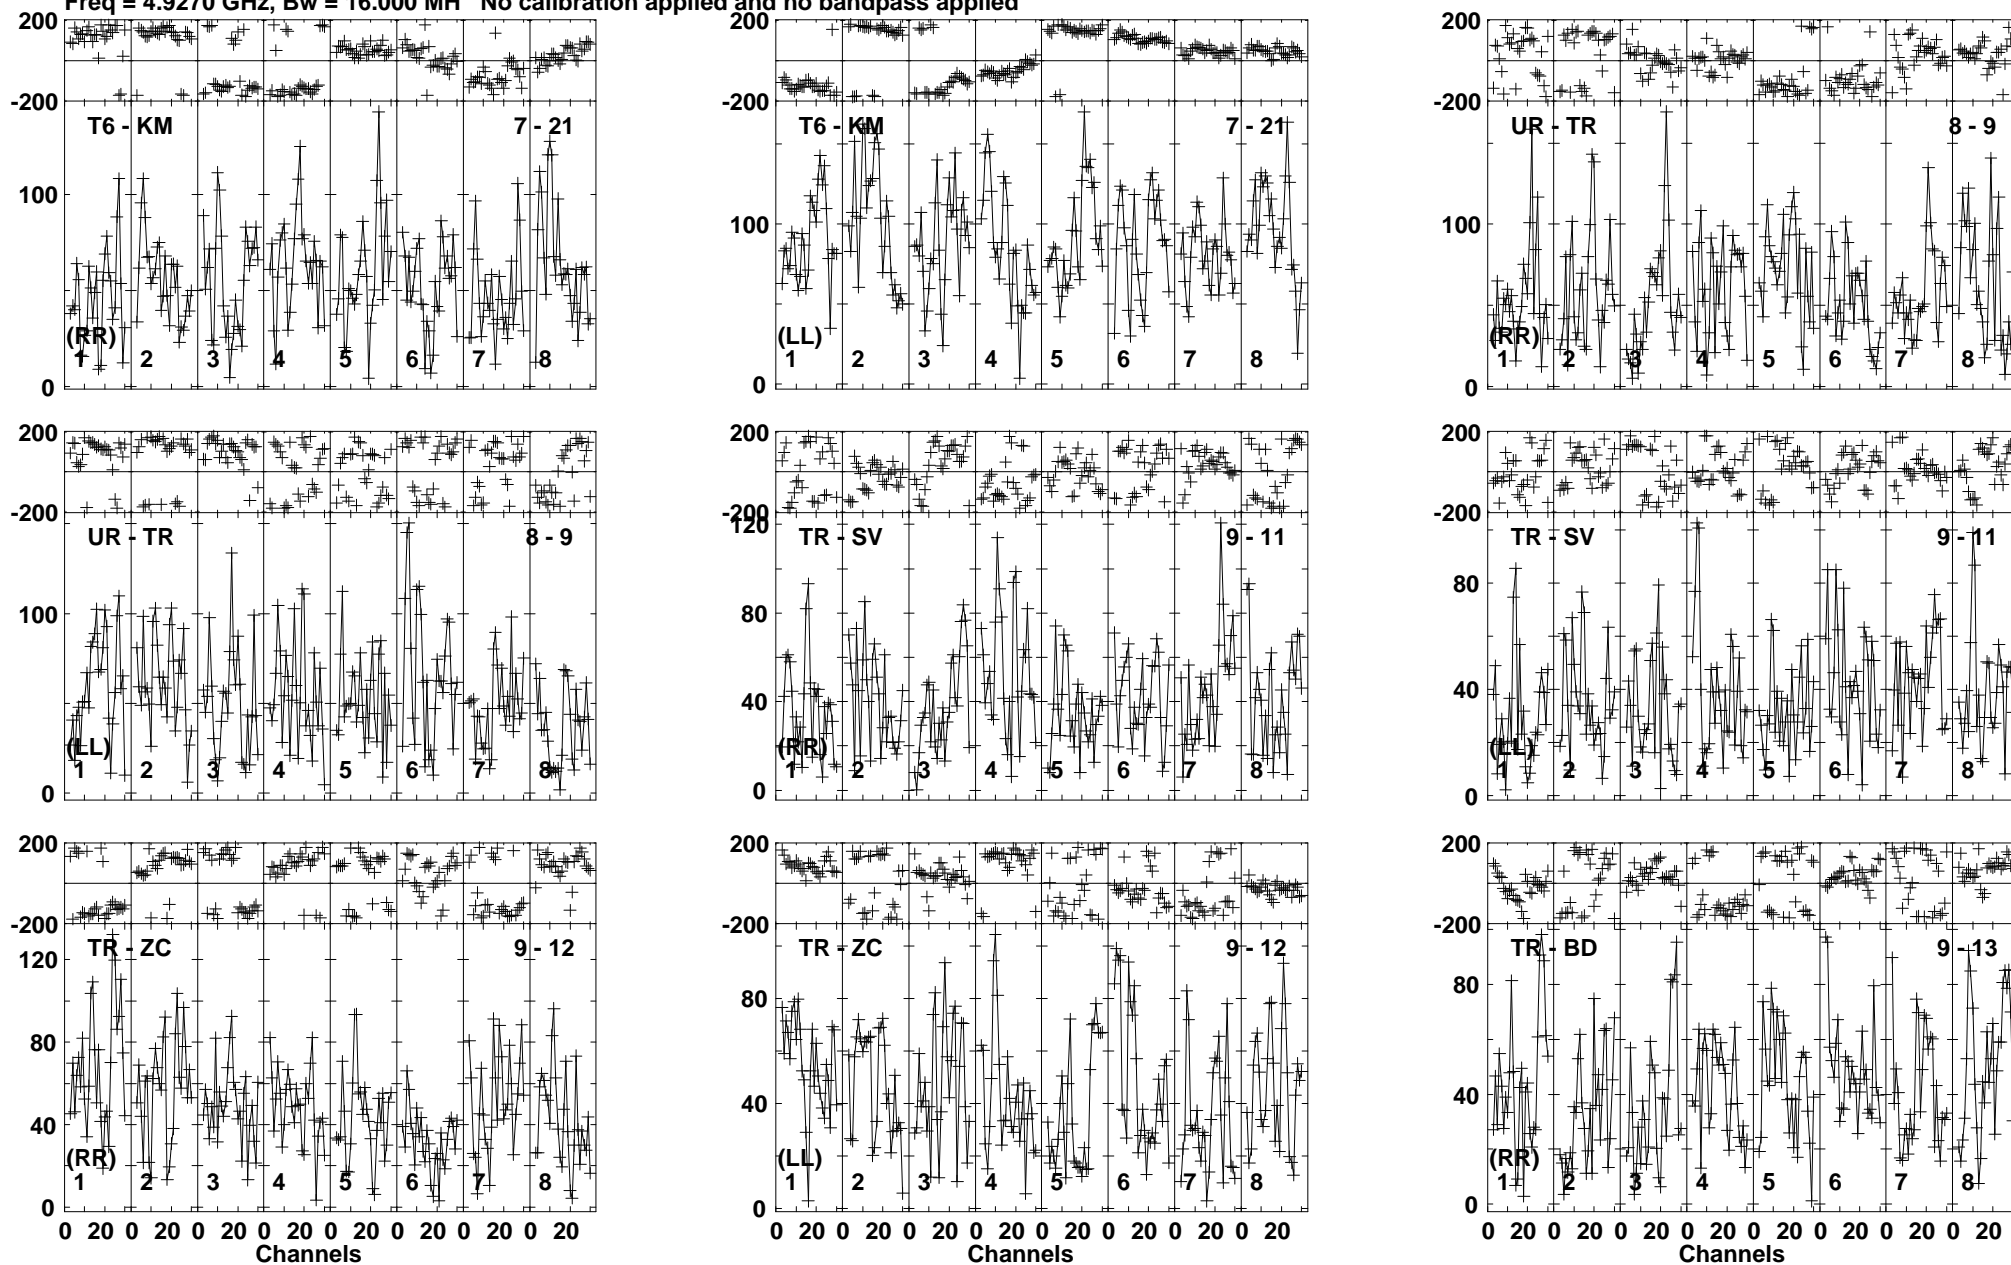 Freq = 4.9270 GHz, Bw = 16.000 MH No calibration applied and no bandpass applied
200
-200
T6 - KM 7 - 21
100
(RR)
1 2 3 4 5 6 7 8
0
200
-200
T6 - KM 7 - 21
100
(LL)
1 2 3 4 5 6 7 8
0
200
-200
UR - TR 8 - 9
100
(RR)
1 2 3 4 5 6 7 8
0
200
-200
UR - TR 8 - 9
100
(LL)
1 2 3 4 5 6 7 8
0
200
-200
120
TR - SV 9 - 11
80
40
(RR)
1 2 3 4 5 6 7 8
0
200
-200
TR - SV 9 - 11
80
40
(LL)
1 2 3 4 5 6 7 8
0
200
-200
TR - ZC 9 - 12
120
80
40
(RR)
1 2 3 4 5 6 7 8
0
0 20 0 20 0 20 0 20 0 20 0 20 0 20 0 20
Channels
200
-200
TR - ZC 9 - 12
80
40
(LL)
1 2 3 4 5 6 7 8
0
0 20 0 20 0 20 0 20 0 20 0 20 0 20 0 20
Channels
200
-200
TR - BD 9 - 13
80
40
(RR)
1 2 3 4 5 6 7 8
0
0 20 0 20 0 20 0 20 0 20 0 20 0 20 0 20
Channels